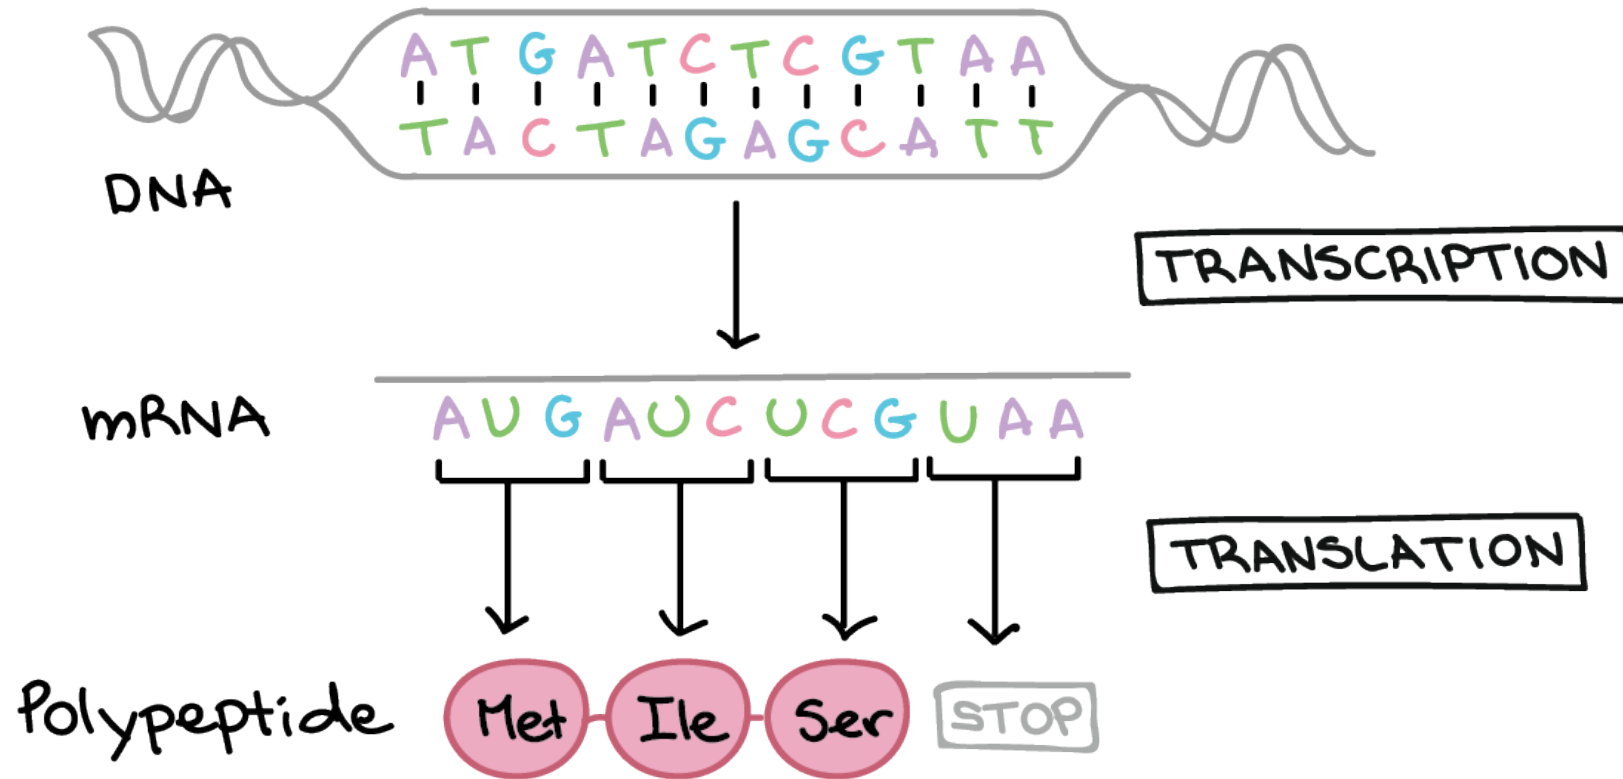 A T G A T C T C G T A A
T A C T A G A G C A T T
DNA
TRANSCRIPTION
mRNA
A U G A U C U C G U A A
TRANSLATION
Polypeptide
Met Ile Ser STOP